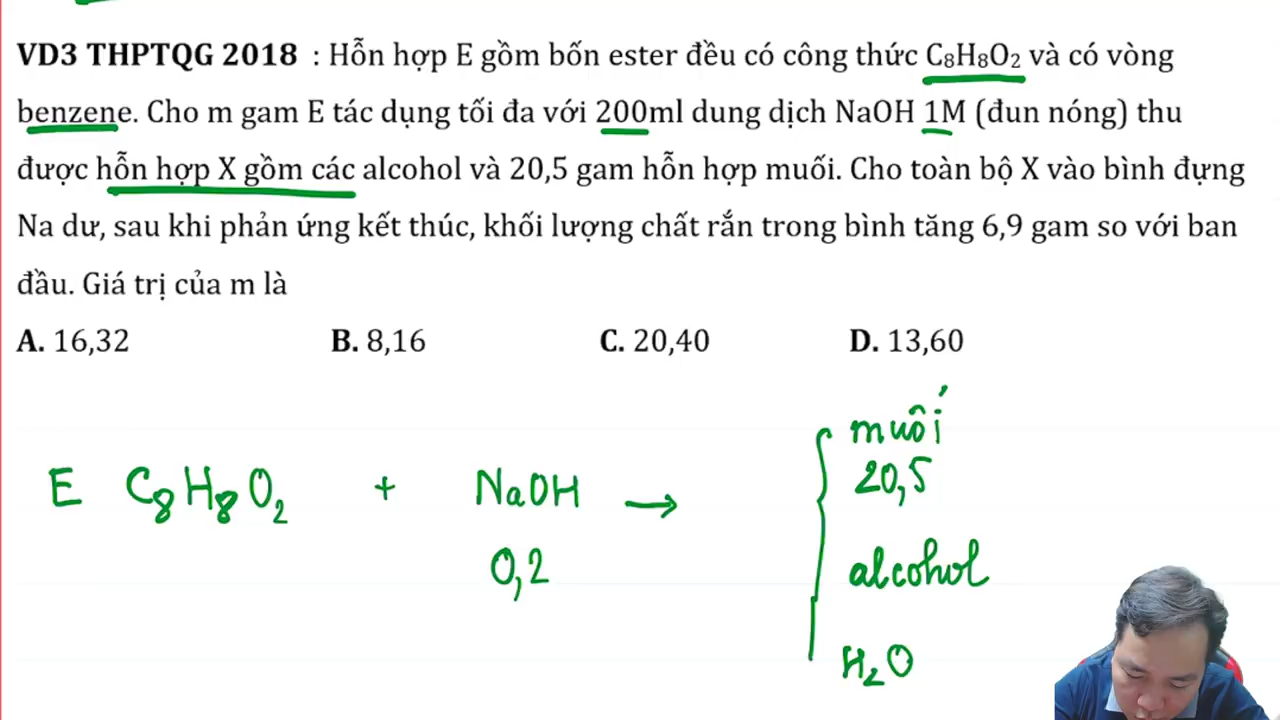 VD3 THPTQG 2018 : Hỗn hợp E gồm bốn ester đều có công thức C₈H₈O₂ và có vòng
benzene. Cho m gam E tác dụng tối đa với 200ml dung dịch NaOH 1M (đun nóng) thu
được hỗn hợp X gồm các alcohol và 20,5 gam hỗn hợp muối. Cho toàn bộ X vào bình đựng
Na dư, sau khi phản ứng kết thúc, khối lượng chất rắn trong bình tăng 6,9 gam so với ban
đầu. Giá trị của m là
A. 16,32 B. 8,16 C. 20,40 D. 13,60
muối
E C₈H₈O₂ + NaOH → 20,5
0,2 alcohol
H₂O